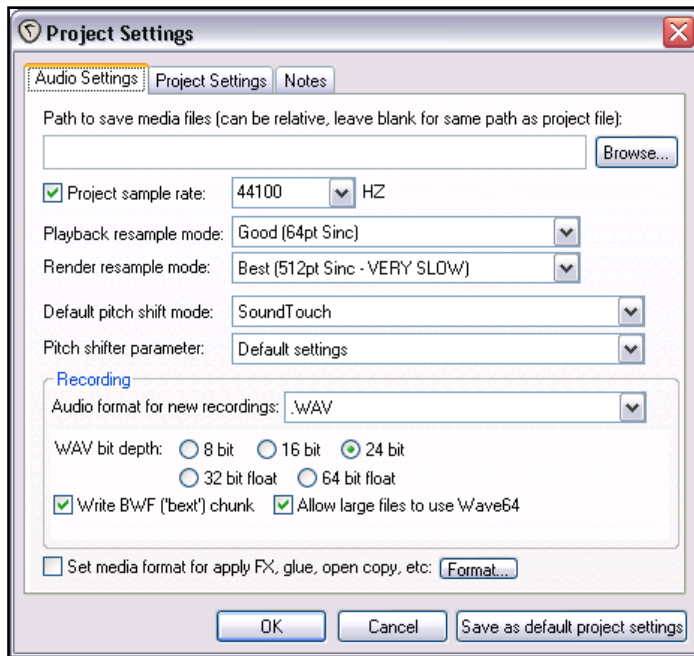 Project Settings
Audio Settings Project Settings Notes
Path to save media files (can be relative, leave blank for same path as project file):
Browse...
Project sample rate: 44100 HZ
Playback resample mode: Good (64pt Sinc)
Render resample mode: Best (512pt Sinc - VERY SLOW)
Default pitch shift mode: SoundTouch
Pitch shifter parameter: Default settings
Recording
Audio format for new recordings: .WAV
WAV bit depth: 8 bit 16 bit 24 bit
32 bit float 64 bit float
Write BWF ('bext') chunk Allow large files to use Wave64
Set media format for apply FX, glue, open copy, etc: Format...
OK Cancel Save as default project settings